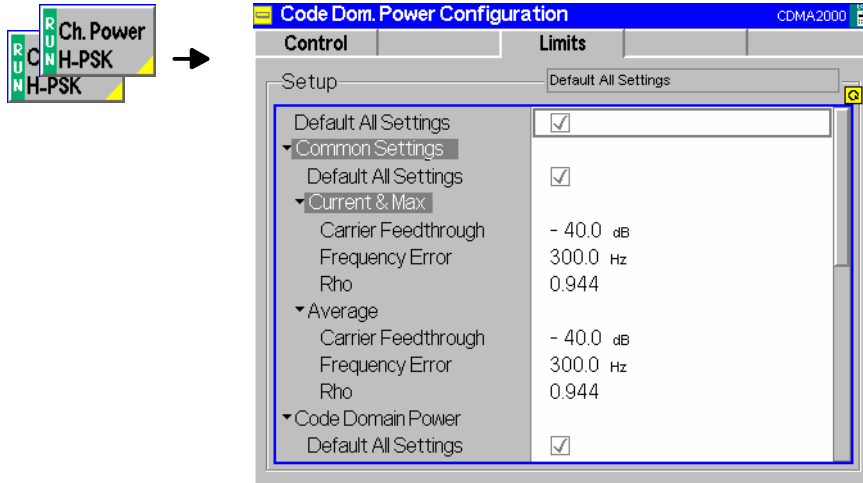 RUN
Ch. Power
H-PSK
RUN
C
H-PSK
Code Dom. Power Configuration
CDMA2000
Control
Limits
Setup
Default All Settings
Default All Settings
Common Settings
Default All Settings
Current & Max
Carrier Feedthrough - 40.0 dB
Frequency Error 300.0 Hz
Rho 0.944
Average
Carrier Feedthrough - 40.0 dB
Frequency Error 300.0 Hz
Rho 0.944
Code Domain Power
Default All Settings